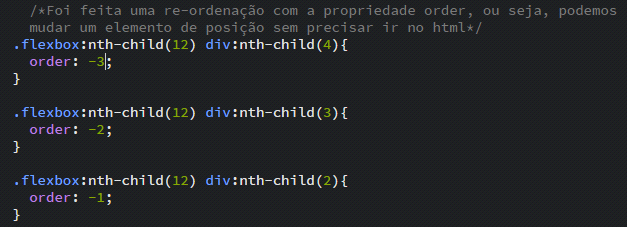 /*Foi feita uma re-ordenação com a propriedade order, ou seja, podemos
mudar um elemento de posição sem precisar ir no html*/
.flexbox:nth-child(12) div:nth-child(4){
order: -3;
}
.flexbox:nth-child(12) div:nth-child(3){
order: -2;
}
.flexbox:nth-child(12) div:nth-child(2){
order: -1;
}